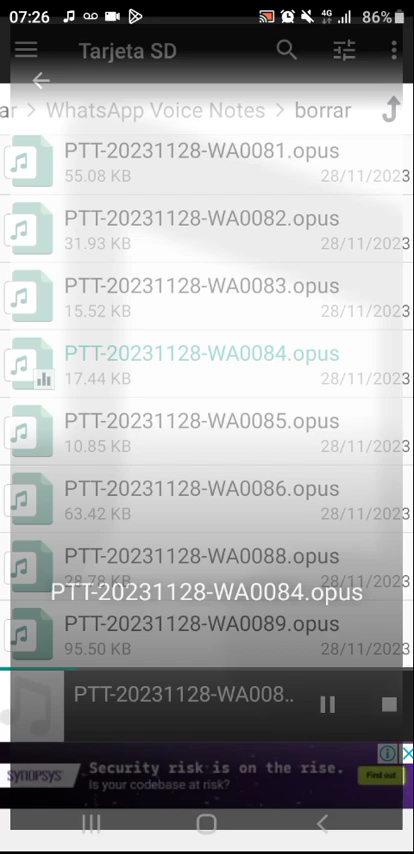 07:26 4G 86%
Tarjeta SD
ar > WhatsApp Voice Notes > borrar
PTT-20231128-WA0081.opus
55.08 KB 28/11/2023
PTT-20231128-WA0082.opus
31.93 KB 28/11/2023
PTT-20231128-WA0083.opus
15.52 KB 28/11/2023
PTT-20231128-WA0084.opus
17.44 KB 28/11/2023
PTT-20231128-WA0085.opus
10.85 KB 28/11/2023
PTT-20231128-WA0086.opus
63.42 KB 28/11/2023
PTT-20231128-WA0088.opus
28.78 KB 28/11/2023
PTT-20231128-WA0084.opus
PTT-20231128-WA0089.opus
95.50 KB 28/11/2023
PTT-20231128-WA008..
SYNOPSYS Security risk is on the rise.
Is your codebase at risk? Find out